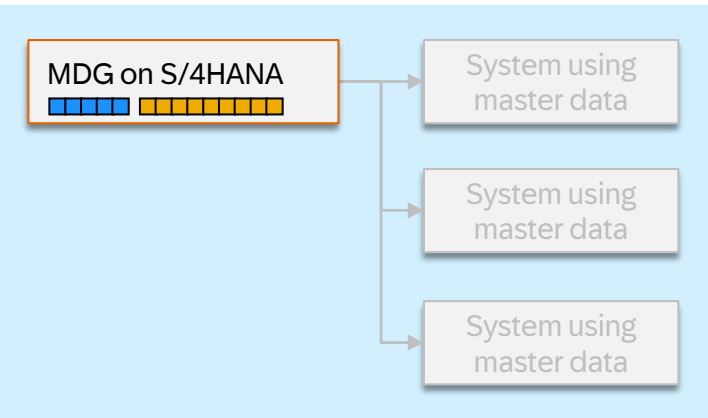 MDG on S/4HANA
System using
master data
System using
master data
System using
master data